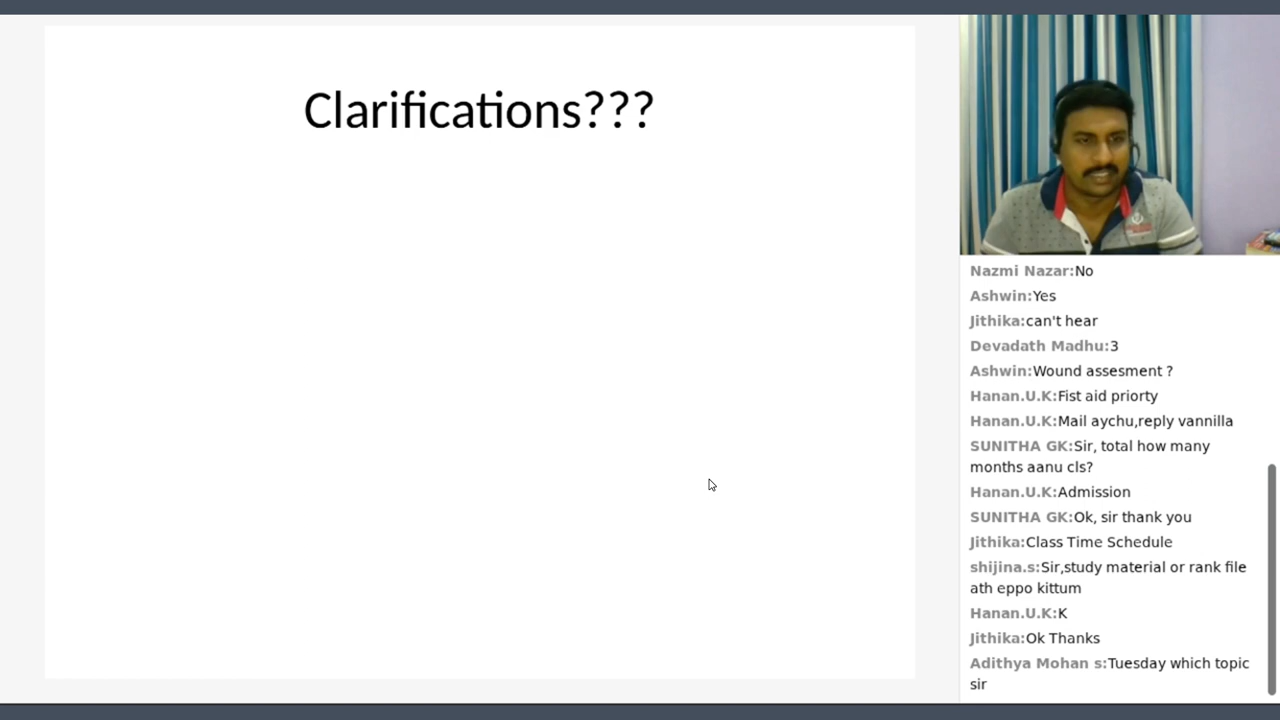 Clarifications???
Nazmi Nazar:No
Ashwin:Yes
Jithika:can't hear
Devadath Madhu:3
Ashwin:Wound assesment ?
Hanan.U.K:Fist aid priorty
Hanan.U.K:Mail aychu,reply vannilla
SUNITHA GK:Sir, total how many
months aanu cls?
Hanan.U.K:Admission
SUNITHA GK:Ok, sir thank you
Jithika:Class Time Schedule
shijina.s:Sir,study material or rank file
ath eppo kittum
Hanan.U.K:K
Jithika:Ok Thanks
Adithya Mohan s:Tuesday which topic
sir